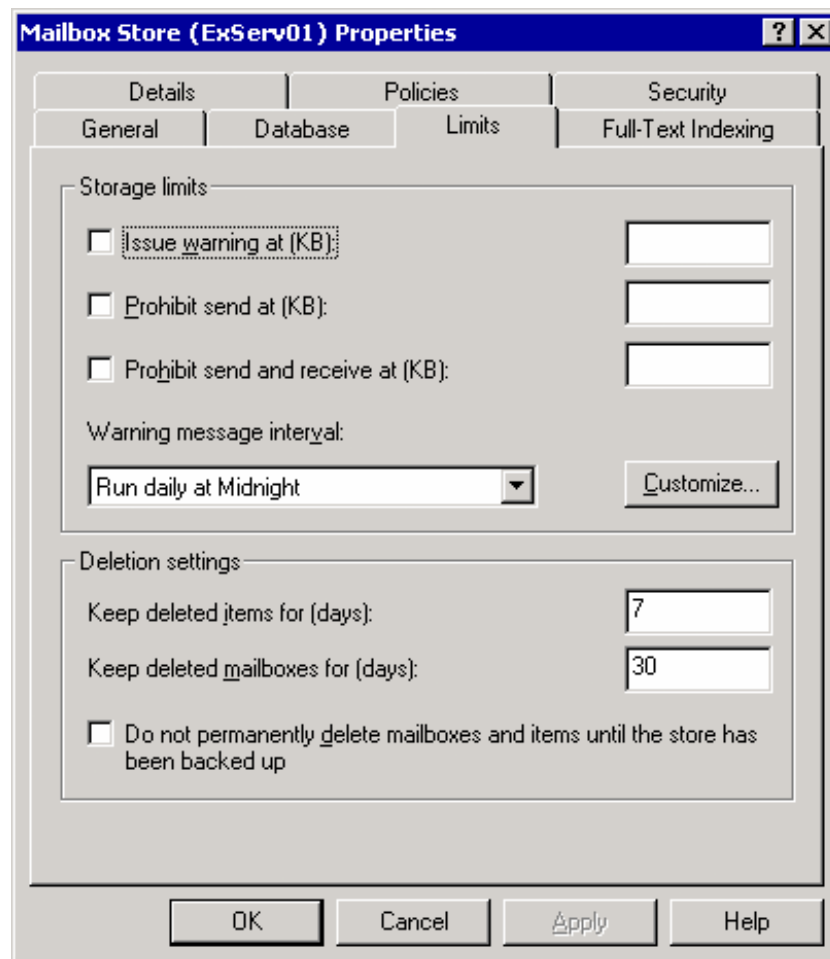 Mailbox Store (ExServ01) Properties
Details Policies Security
General Database Limits Full-Text Indexing
Storage limits
Issue warning at (KB):
Prohibit send at (KB):
Prohibit send and receive at (KB):
Warning message interval:
Run daily at Midnight Customize...
Deletion settings
Keep deleted items for (days): 7
Keep deleted mailboxes for (days): 30
Do not permanently delete mailboxes and items until the store has
been backed up
OK Cancel Apply Help